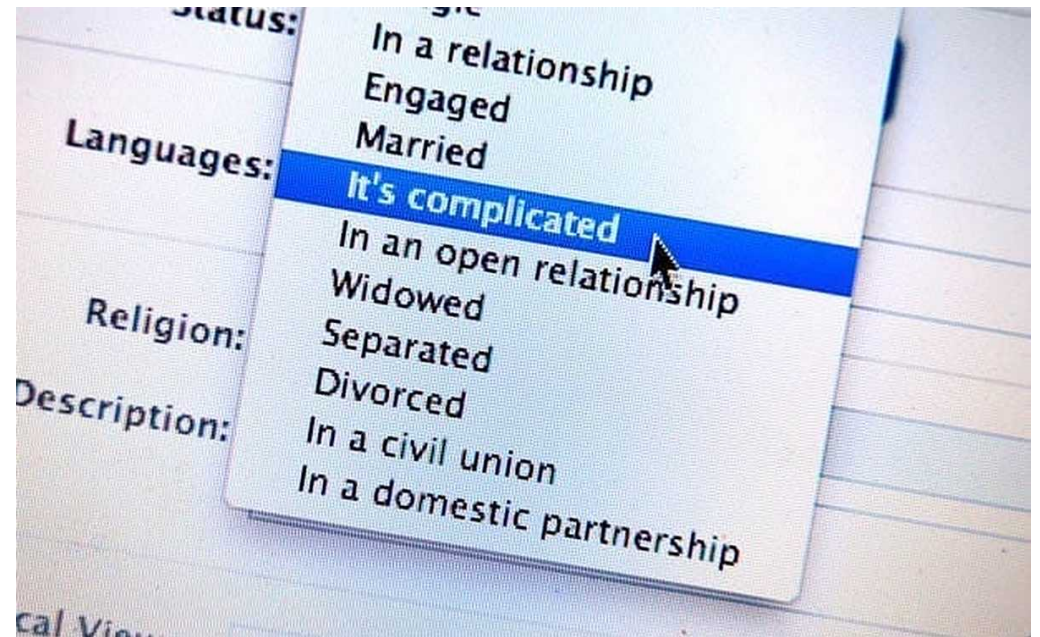 Status:
In a relationship
Engaged
Married
Languages:
It's complicated
In an open relationship
Widowed
Religion:
Separated
Divorced
Description:
In a civil union
In a domestic partnership